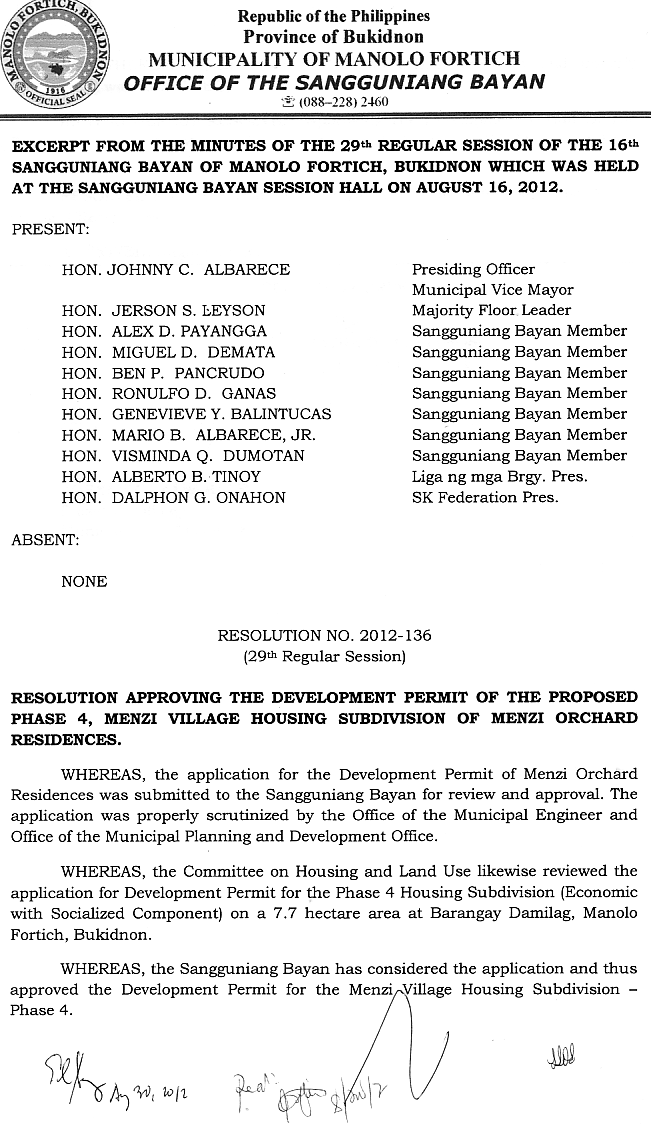 MANOLO FORTICH, BUKIDNON
1916
OFFICIAL SEAL
Republic of the Philippines
Province of Bukidnon
MUNICIPALITY OF MANOLO FORTICH
OFFICE OF THE SANGGUNIANG BAYAN
☏ (088–228) 2460
EXCERPT FROM THE MINUTES OF THE 29th REGULAR SESSION OF THE 16th
SANGGUNIANG BAYAN OF MANOLO FORTICH, BUKIDNON WHICH WAS HELD
AT THE SANGGUNIANG BAYAN SESSION HALL ON AUGUST 16, 2012.
PRESENT:
HON. JOHNNY C. ALBARECE Presiding Officer
Municipal Vice Mayor
HON. JERSON S. LEYSON Majority Floor Leader
HON. ALEX D. PAYANGGA Sangguniang Bayan Member
HON. MIGUEL D. DEMATA Sangguniang Bayan Member
HON. BEN P. PANCRUDO Sangguniang Bayan Member
HON. RONULFO D. GANAS Sangguniang Bayan Member
HON. GENEVIEVE Y. BALINTUCAS Sangguniang Bayan Member
HON. MARIO B. ALBARECE, JR. Sangguniang Bayan Member
HON. VISMINDA Q. DUMOTAN Sangguniang Bayan Member
HON. ALBERTO B. TINOY Liga ng mga Brgy. Pres.
HON. DALPHON G. ONAHON SK Federation Pres.
ABSENT:
NONE
RESOLUTION NO. 2012-136
(29th Regular Session)
RESOLUTION APPROVING THE DEVELOPMENT PERMIT OF THE PROPOSED
PHASE 4, MENZI VILLAGE HOUSING SUBDIVISION OF MENZI ORCHARD
RESIDENCES.
WHEREAS, the application for the Development Permit of Menzi Orchard
Residences was submitted to the Sangguniang Bayan for review and approval. The
application was properly scrutinized by the Office of the Municipal Engineer and
Office of the Municipal Planning and Development Office.
WHEREAS, the Committee on Housing and Land Use likewise reviewed the
application for Development Permit for the Phase 4 Housing Subdivision (Economic
with Socialized Component) on a 7.7 hectare area at Barangay Damilag, Manolo
Fortich, Bukidnon.
WHEREAS, the Sangguniang Bayan has considered the application and thus
approved the Development Permit for the Menzi Village Housing Subdivision –
Phase 4.
Aug 30, 2012